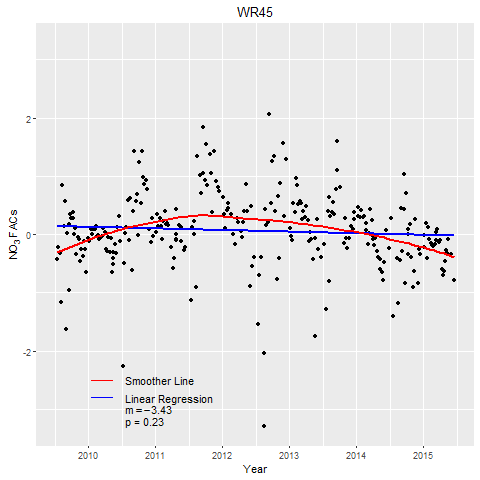 WR45
NO₃⁻ ACs
2
0
-2
2010 2011 2012 2013 2014 2015
Year
Smoother Line
Linear Regression
m = −3.43
p = 0.23